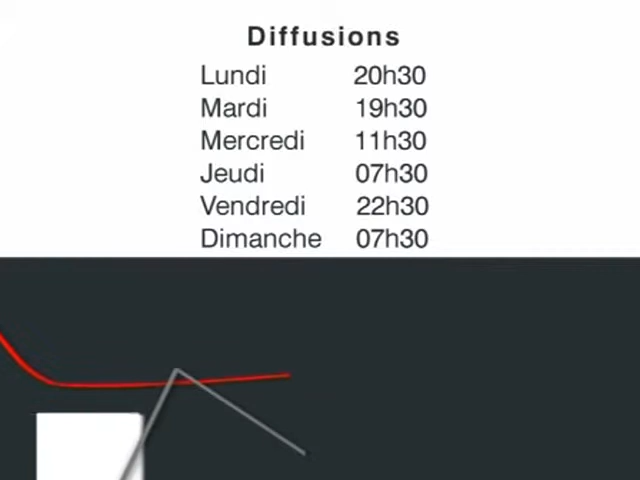 Diffusions
Lundi 20h30
Mardi 19h30
Mercredi 11h30
Jeudi 07h30
Vendredi 22h30
Dimanche 07h30